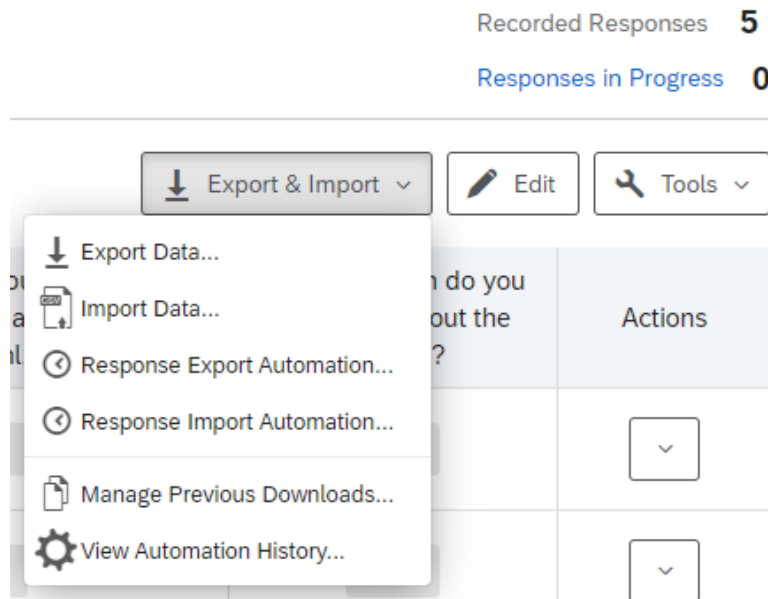 Recorded Responses 5
Responses in Progress 0
Export & Import
Edit
Tools
Export Data...
CSV
Import Data...
Response Export Automation...
Response Import Automation...
Manage Previous Downloads...
View Automation History...
do you
out the
?
Actions